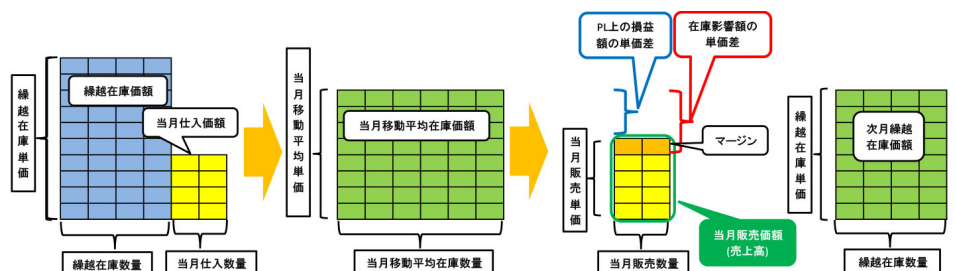 繰越在庫単価
繰越在庫価額
当月仕入価額
繰越在庫数量
当月仕入数量
当月移動平均単価
当月移動平均在庫価額
当月移動平均在庫数量
PL上の損益
額の単価差
在庫影響額の
単価差
当月販売単価
マージン
当月販売価額
(売上高)
当月販売数量
繰越在庫単価
次月繰越
在庫価額
繰越在庫数量